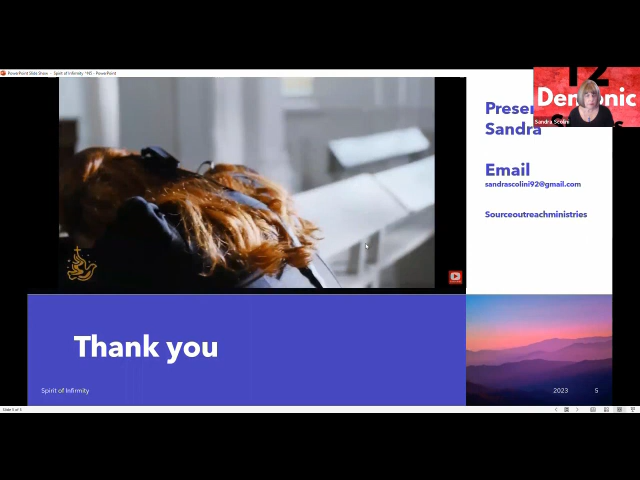 PowerPoint Slide Show - Spirit of Infirmity
PowerPoint
12
Demonic
Sandra Scolini
Presen
Sandra
Email
sandrascolini92@gmail.com
Sourceoutreachministries
Thank you
Spirit of Infirmity
2023
5
Slide 5 of 5